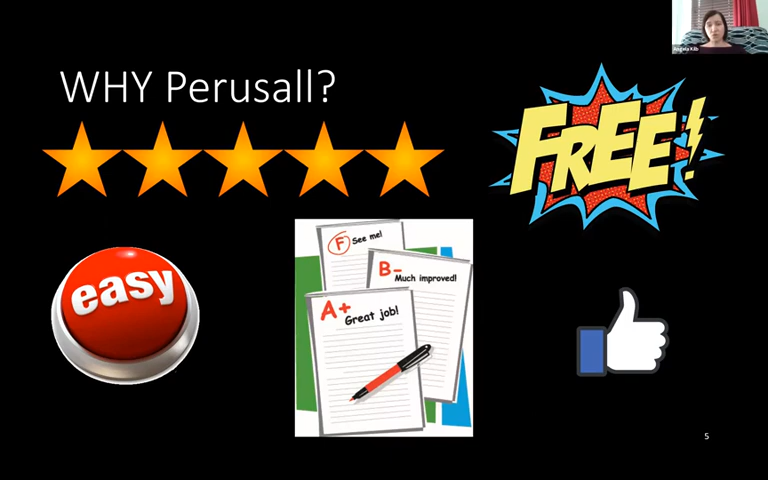 WHY Perusall?
FREE!
easy
F See me!
B- Much improved!
A+ Great job!
5